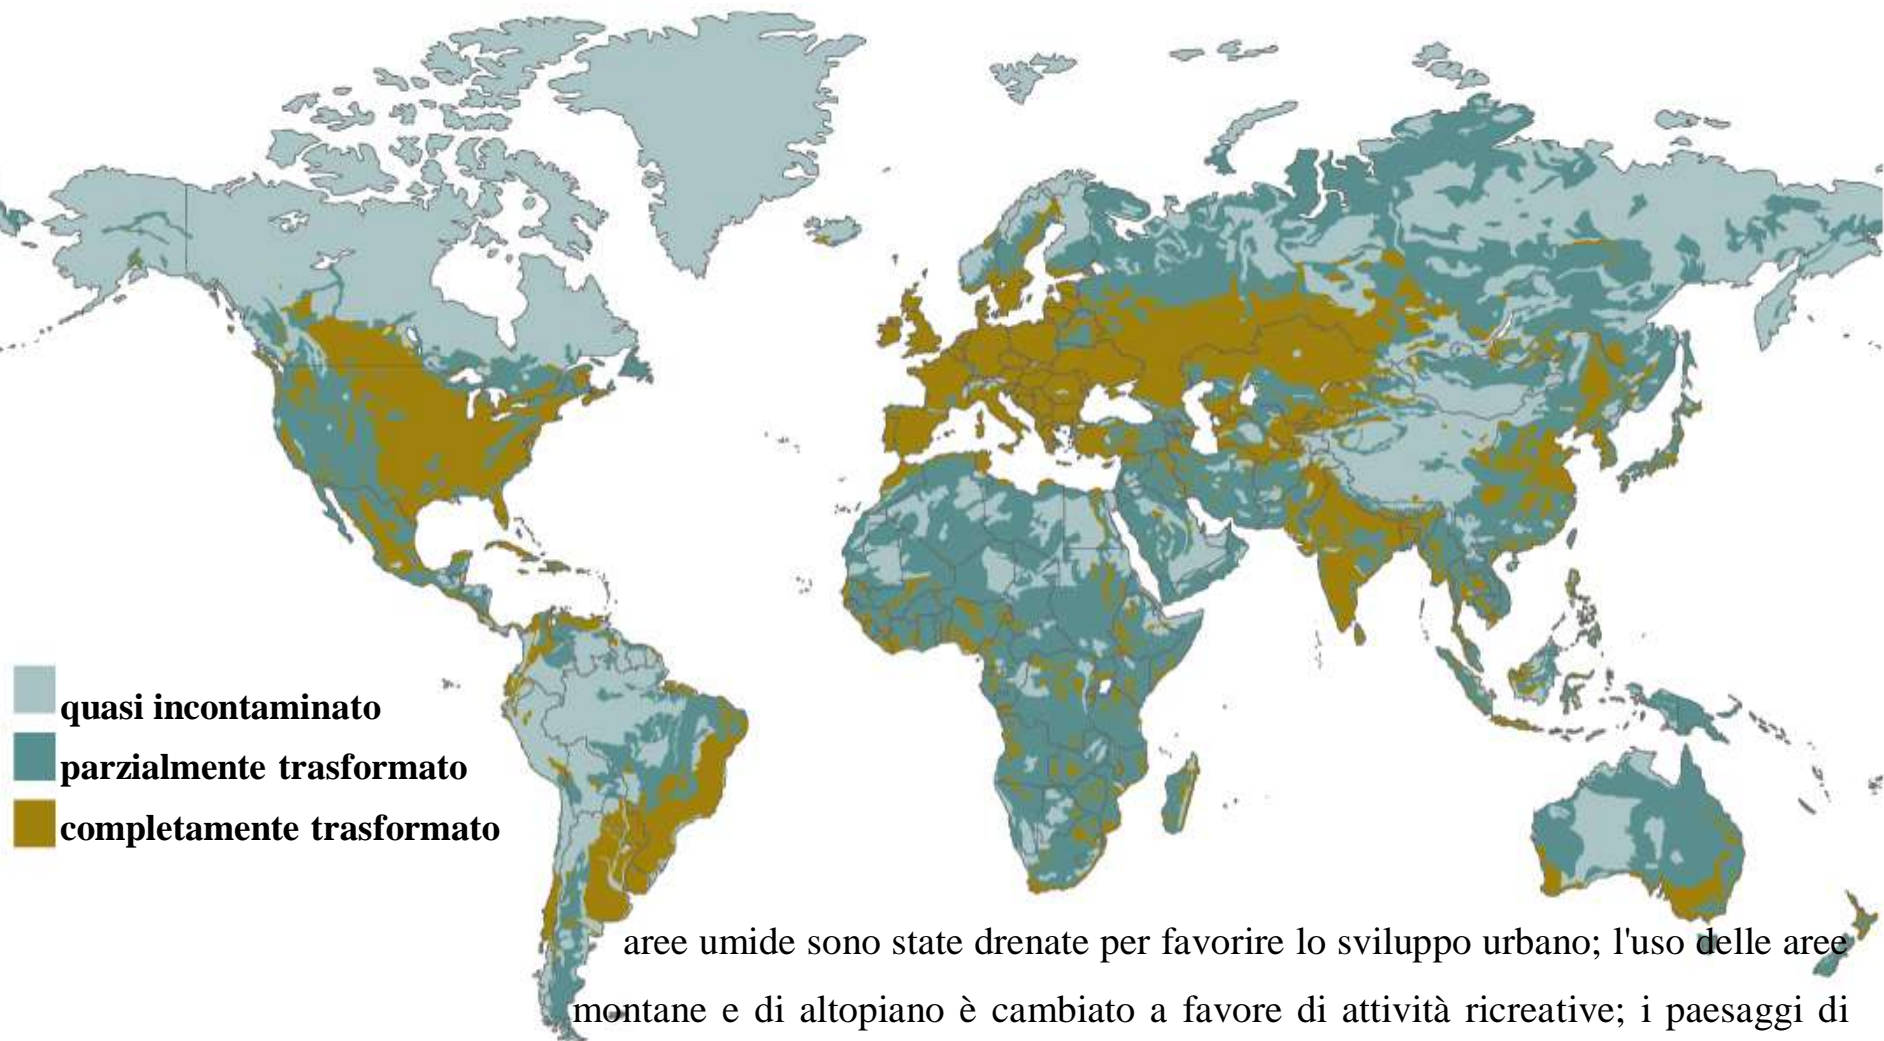 quasi incontaminato
parzialmente trasformato
completamente trasformato
aree umide sono state drenate per favorire lo sviluppo urbano; l'uso delle aree
montane e di altopiano è cambiato a favore di attività ricreative; i paesaggi di